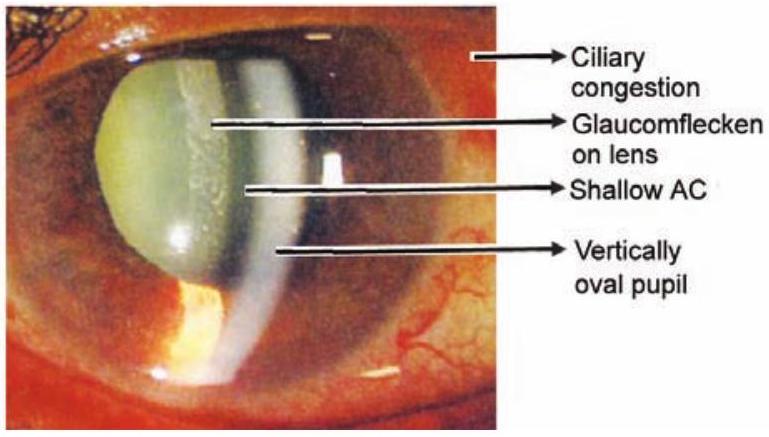 Ciliary
congestion
Glaucomflecken
on lens
Shallow AC
Vertically
oval pupil